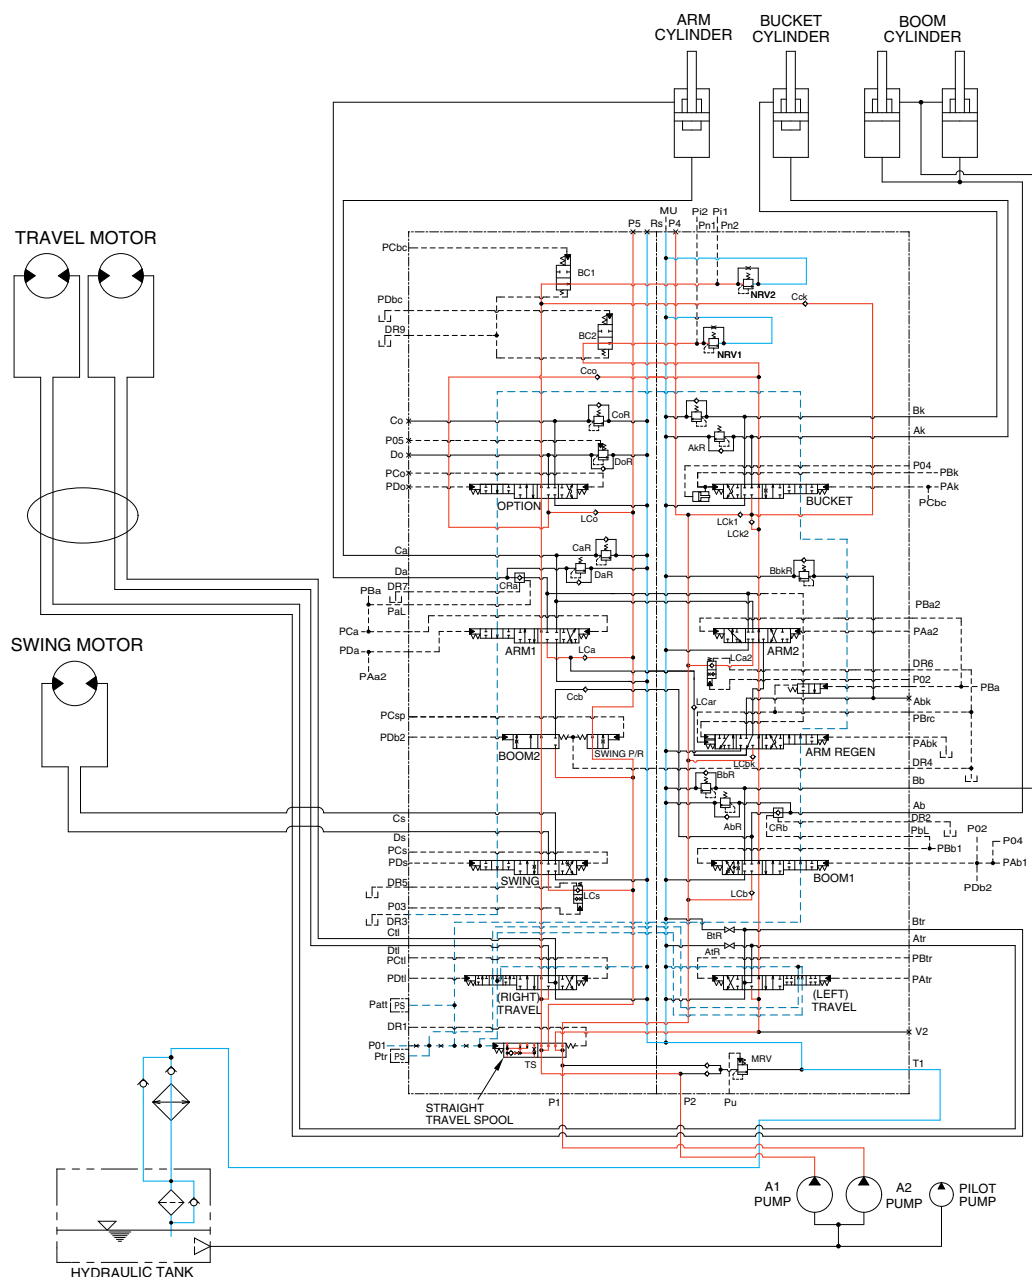 ARM
CYLINDER
BUCKET
CYLINDER
BOOM
CYLINDER
TRAVEL MOTOR
SWING MOTOR
P5
Rs
MU
P4
Pi2
Pi1
Pn1
Pn2
PCbc
BC1
NRV2
Cck
PDbc
DR9
BC2
NRV1
Cco
Co
CoR
Bk
P05
Ak
AkR
Do
DoR
P04
PCo
PBk
PDo
PAk
PCbc
OPTION
BUCKET
LCo
LCk1
LCk2
Ca
CaR
Da
DaR
BbkR
DR7
CRa
PBa
PaL
PBa2
PCa
PAa2
PDa
ARM1
ARM2
PAa2
LCa
LCa2
DR6
P02
PBa
Ccb
LCar
Abk
PCsp
PBrc
PDb2
PAbk
BOOM2
SWING P/R
ARM REGEN
LCbk
DR4
BbR
Bb
Ab
AbR
CRb
DR2
PbL
Cs
Ds
PCs
PBb1
P02
P04
PDs
PAb1
SWING
BOOM1
PDb2
DR5
LCs
LCb
P03
DR3
Ctl
Btr
BtR
Atr
Dtl
AtR
PCtl
PBtr
PDtl
PAtr
(RIGHT)
TRAVEL
(LEFT)
TRAVEL
Patt
PS
DR1
V2
P01
Ptr
PS
TS
MRV
T1
STRAIGHT
TRAVEL SPOOL
P1
P2
Pu
A1
PUMP
A2
PUMP
PILOT
PUMP
HYDRAULIC TANK